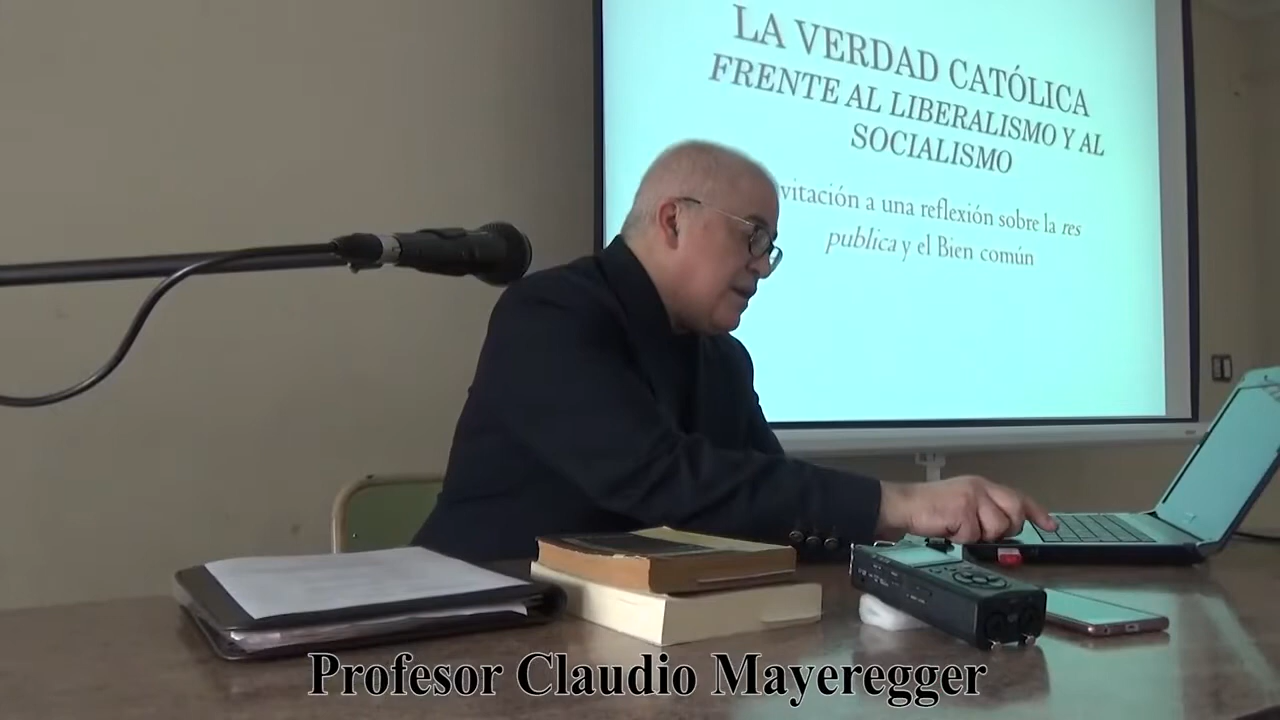 LA VERDAD CATÓLICA
FRENTE AL LIBERALISMO Y AL
SOCIALISMO
vitación a una reflexión sobre la res
publica y el Bien común
Profesor Claudio Mayeregger